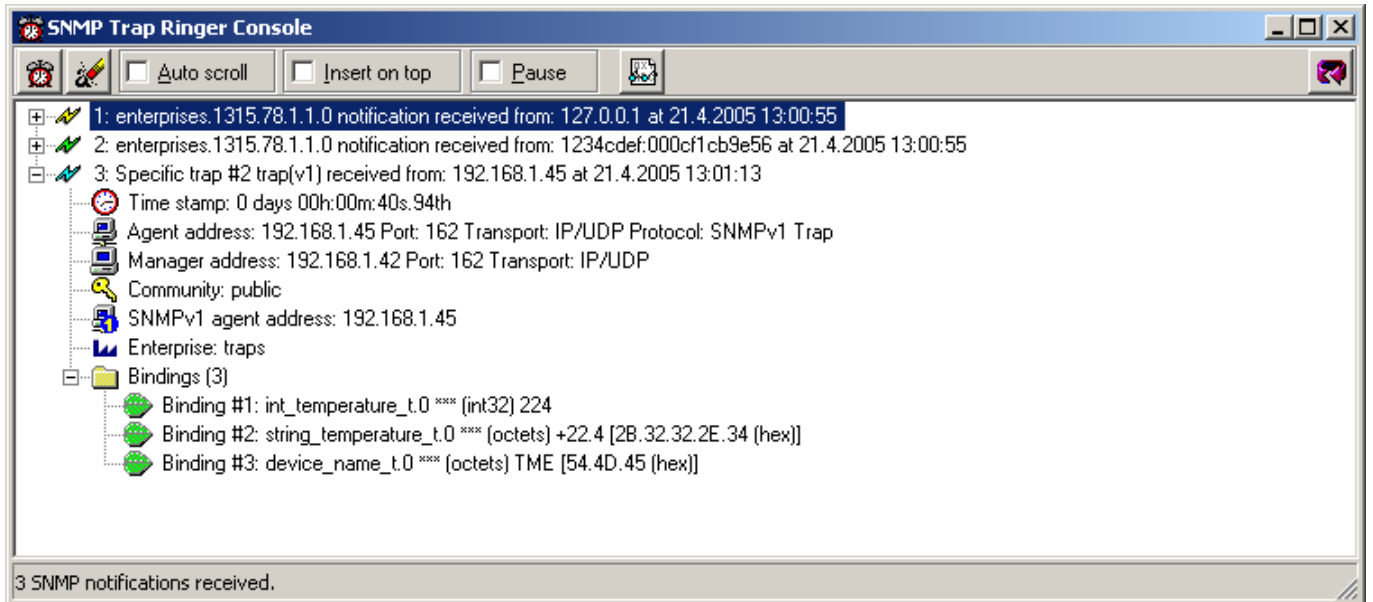 SNMP Trap Ringer Console
Auto scroll Insert on top Pause
1: enterprises.1315.78.1.1.0 notification received from: 127.0.0.1 at 21.4.2005 13:00:55
2: enterprises.1315.78.1.1.0 notification received from: 1234cdef:000cf1cb9e56 at 21.4.2005 13:00:55
3: Specific trap #2 trap(v1) received from: 192.168.1.45 at 21.4.2005 13:01:13
Time stamp: 0 days 00h:00m:40s.94th
Agent address: 192.168.1.45 Port: 162 Transport: IP/UDP Protocol: SNMPv1 Trap
Manager address: 192.168.1.42 Port: 162 Transport: IP/UDP
Community: public
SNMPv1 agent address: 192.168.1.45
Enterprise: traps
Bindings (3)
Binding #1: int_temperature_t.0 *** (int32) 224
Binding #2: string_temperature_t.0 *** (octets) +22.4 [2B.32.32.2E.34 (hex)]
Binding #3: device_name_t.0 *** (octets) TME [54.4D.45 (hex)]
3 SNMP notifications received.